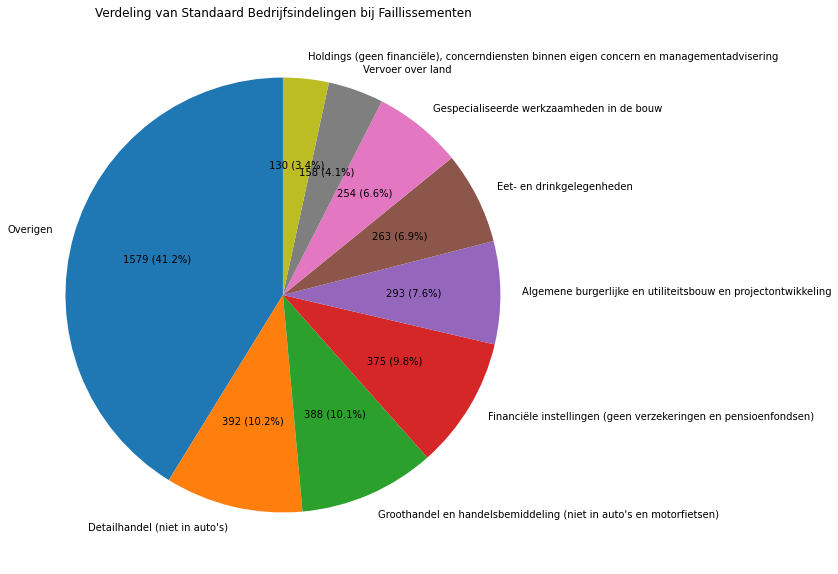 Verdeling van Standaard Bedrijfsindelingen bij Faillissementen
Holdings (geen financiële), concerndiensten binnen eigen concern en managementadvisering
Vervoer over land
Gespecialiseerde werkzaamheden in de bouw
130 (3.4%)
158 (4.1%)
254 (6.6%)
Eet- en drinkgelegenheden
Overigen
263 (6.9%)
1579 (41.2%)
293 (7.6%)
Algemene burgerlijke en utiliteitsbouw en projectontwikkeling
375 (9.8%)
388 (10.1%)
Financiële instellingen (geen verzekeringen en pensioenfondsen)
392 (10.2%)
Groothandel en handelsbemiddeling (niet in auto's en motorfietsen)
Detailhandel (niet in auto's)